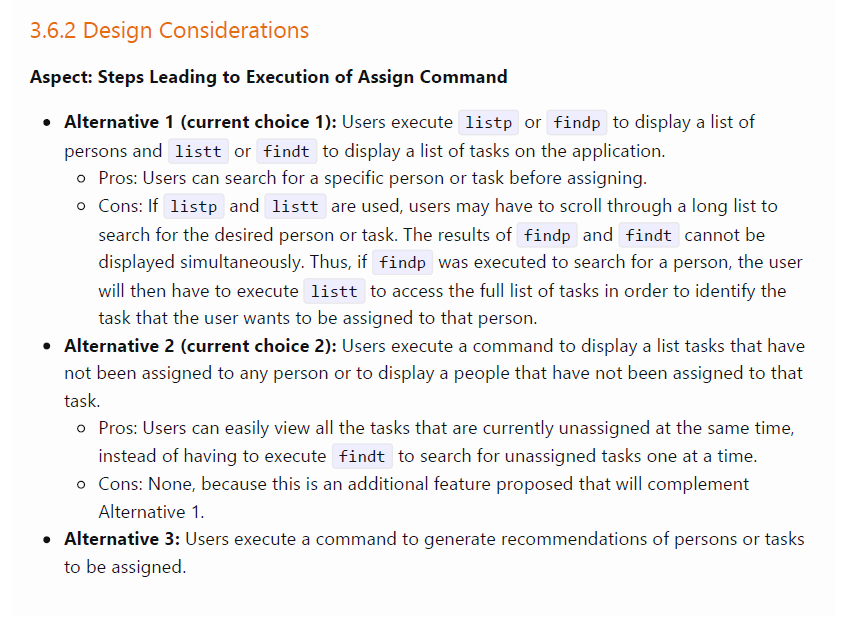 3.6.2 Design Considerations
Aspect: Steps Leading to Execution of Assign Command
• Alternative 1 (current choice 1): Users execute listp or findp to display a list of
persons and listt or findt to display a list of tasks on the application.
○ Pros: Users can search for a specific person or task before assigning.
○ Cons: If listp and listt are used, users may have to scroll through a long list to
search for the desired person or task. The results of findp and findt cannot be
displayed simultaneously. Thus, if findp was executed to search for a person, the user
will then have to execute listt to access the full list of tasks in order to identify the
task that the user wants to be assigned to that person.
• Alternative 2 (current choice 2): Users execute a command to display a list tasks that have
not been assigned to any person or to display a people that have not been assigned to that
task.
○ Pros: Users can easily view all the tasks that are currently unassigned at the same time,
instead of having to execute findt to search for unassigned tasks one at a time.
○ Cons: None, because this is an additional feature proposed that will complement
Alternative 1.
• Alternative 3: Users execute a command to generate recommendations of persons or tasks
to be assigned.